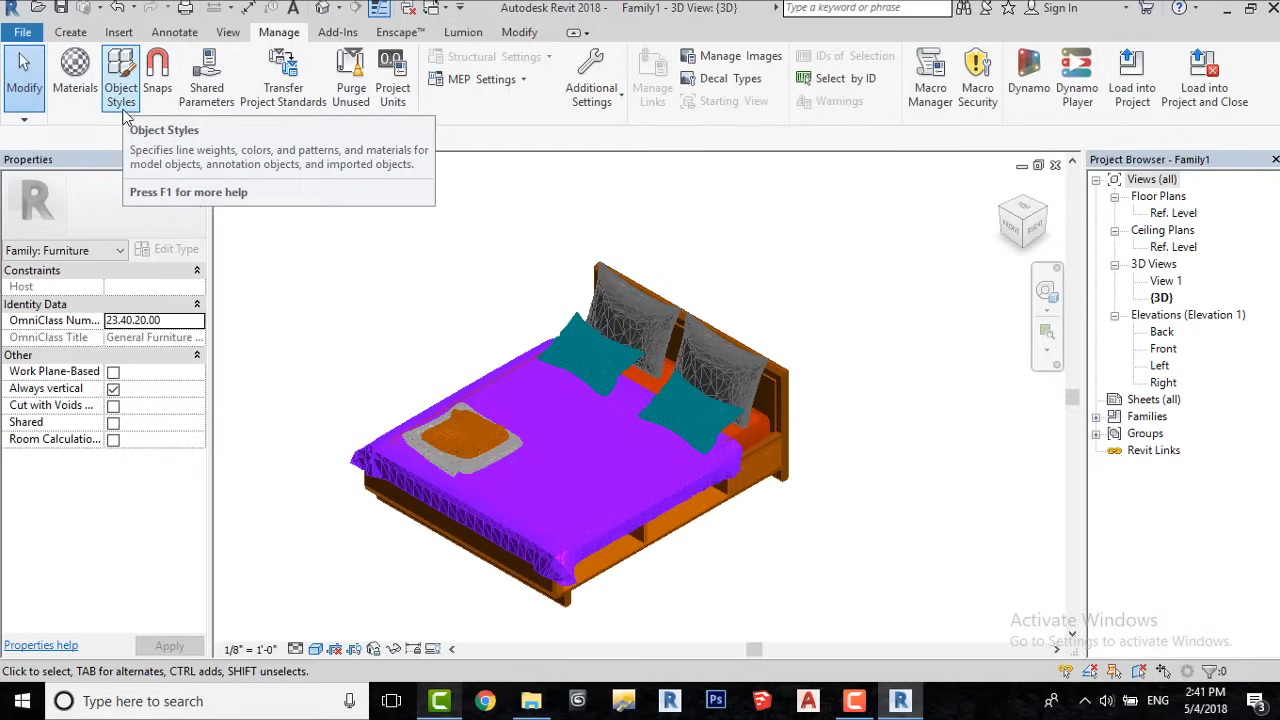 Autodesk Revit 2018 - Family1 - 3D View: {3D}
Type a keyword or phrase
Sign In
File Create Insert Annotate View Manage Add-Ins Enscape™ Lumion Modify
Modify
Materials
Object Styles
Snaps
Shared Parameters
Transfer Project Standards
Purge Unused
Project Units
Structural Settings
MEP Settings
Additional Settings
Manage Links
Manage Images
Decal Types
Starting View
IDs of Selection
Select by ID
Warnings
Macro Manager
Macro Security
Dynamo
Dynamo Player
Load into Project
Load into Project and Close
Object Styles
Specifies line weights, colors, and patterns, and materials for
model objects, annotation objects, and imported objects.
Press F1 for more help
Properties
R
Family: Furniture
Edit Type
Constraints
Host
Identity Data
OmniClass Num... 23.40.20.00
OmniClass Title General Furniture ...
Other
Work Plane-Based
Always vertical
Cut with Voids ...
Shared
Room Calculatio...
Properties help
Apply
TOP
FRONT
RIGHT
Project Browser - Family1
Views (all)
Floor Plans
Ref. Level
Ceiling Plans
Ref. Level
3D Views
View 1
{3D}
Elevations (Elevation 1)
Back
Front
Left
Right
Sheets (all)
Families
Groups
Revit Links
Activate Windows
Go to Settings to activate Windows.
1/8" = 1'-0"
Click to select, TAB for alternates, CTRL adds, SHIFT unselects.
:0
Type here to search
ENG
2:41 PM
5/4/2018
3